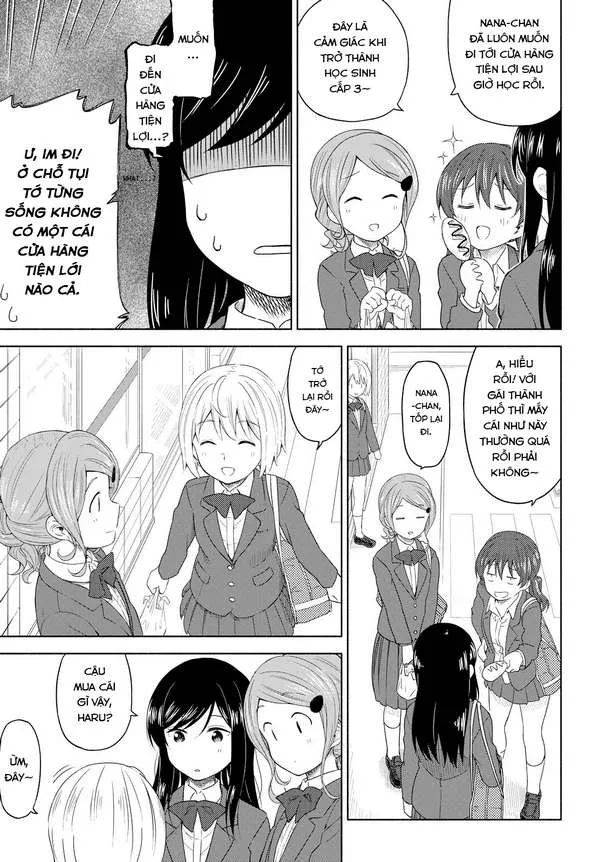 NANA-CHAN
ĐÃ LUÔN MUỐN
ĐI TỚI CỬA HÀNG
TIỆN LỢI SAU
GIỜ HỌC RỒI.
ĐÂY LÀ
CẢM GIÁC KHI
TRỞ THÀNH
HỌC SINH
CẤP 3~
MUỐN
...
ĐI
ĐẾN
CỬA
HÀNG
TIỆN
LỢI...?
WHAT....?
Ư, IM ĐI!
Ở CHỖ TỤI
TỚ TỪNG
SỐNG KHÔNG
CÓ MỘT CÁI
CỬA HÀNG
TIỆN LỚI
NÀO CẢ.
A, HIỂU
RỒI! VỚI
GÁI THÀNH
PHỐ THÌ MẤY
CÁI NHƯ NÀY
THƯỜNG QUÁ
RỒI PHẢI
KHÔNG~
NANA
-CHAN,
TỐP LẠI
ĐI.
TỚ
TRỞ
LẠI RỒI
ĐÂY~
CẬU
MUA CÁI
GÌ VẬY,
HARU?
ỪM,
ĐÂY~